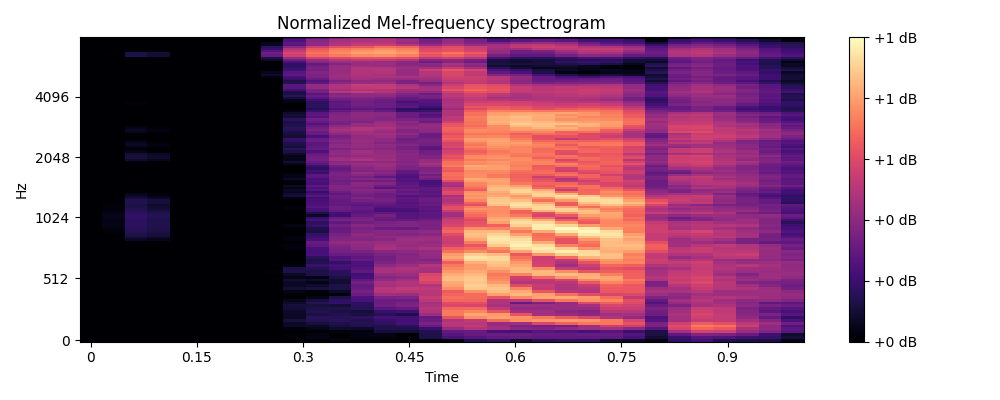 Normalized Mel-frequency spectrogram
Hz
4096
2048
1024
512
0
0 0.15 0.3 0.45 0.6 0.75 0.9
Time
+1 dB
+1 dB
+1 dB
+0 dB
+0 dB
+0 dB